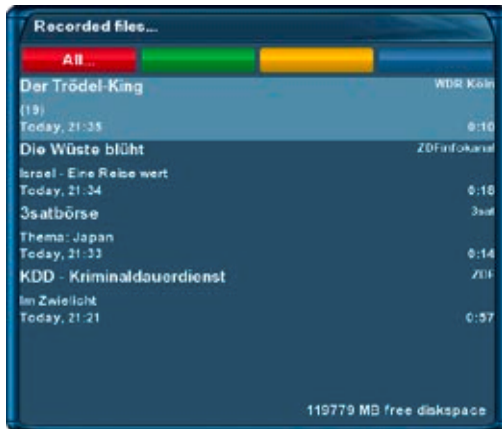 Recorded files...
All...
Der Trödel-King WDR Köln
(19)
Today, 21:35 0:10
Die Wüste blüht ZDFinfokanal
Israel - Eine Reise wert
Today, 21:34 0:18
3satbörse 3sat
Thema: Japan
Today, 21:33 0:14
KDD - Kriminaldauerdienst ZDF
Im Zwielicht
Today, 21:21 0:57
119779 MB free diskspace